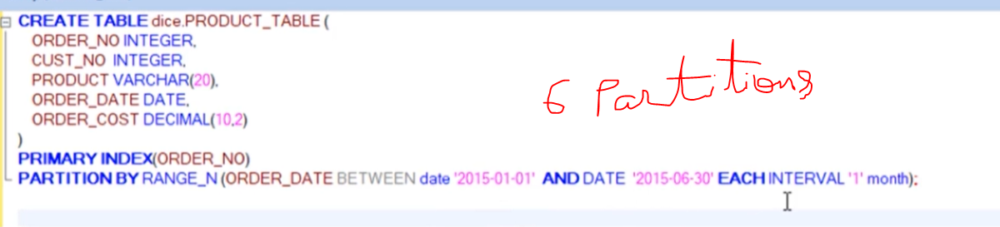 CREATE TABLE dice.PRODUCT_TABLE (
ORDER_NO INTEGER,
CUST_NO INTEGER,
PRODUCT VARCHAR(20),
ORDER_DATE DATE,
ORDER_COST DECIMAL(10,2)
)
PRIMARY INDEX(ORDER_NO)
PARTITION BY RANGE_N (ORDER_DATE BETWEEN date '2015-01-01' AND DATE '2015-06-30' EACH INTERVAL '1' month);
6 Partitions